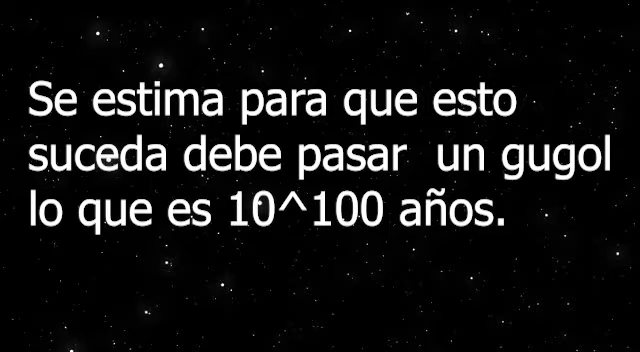 Se estima para que esto
suceda debe pasar un gugol
lo que es 10^100 años.